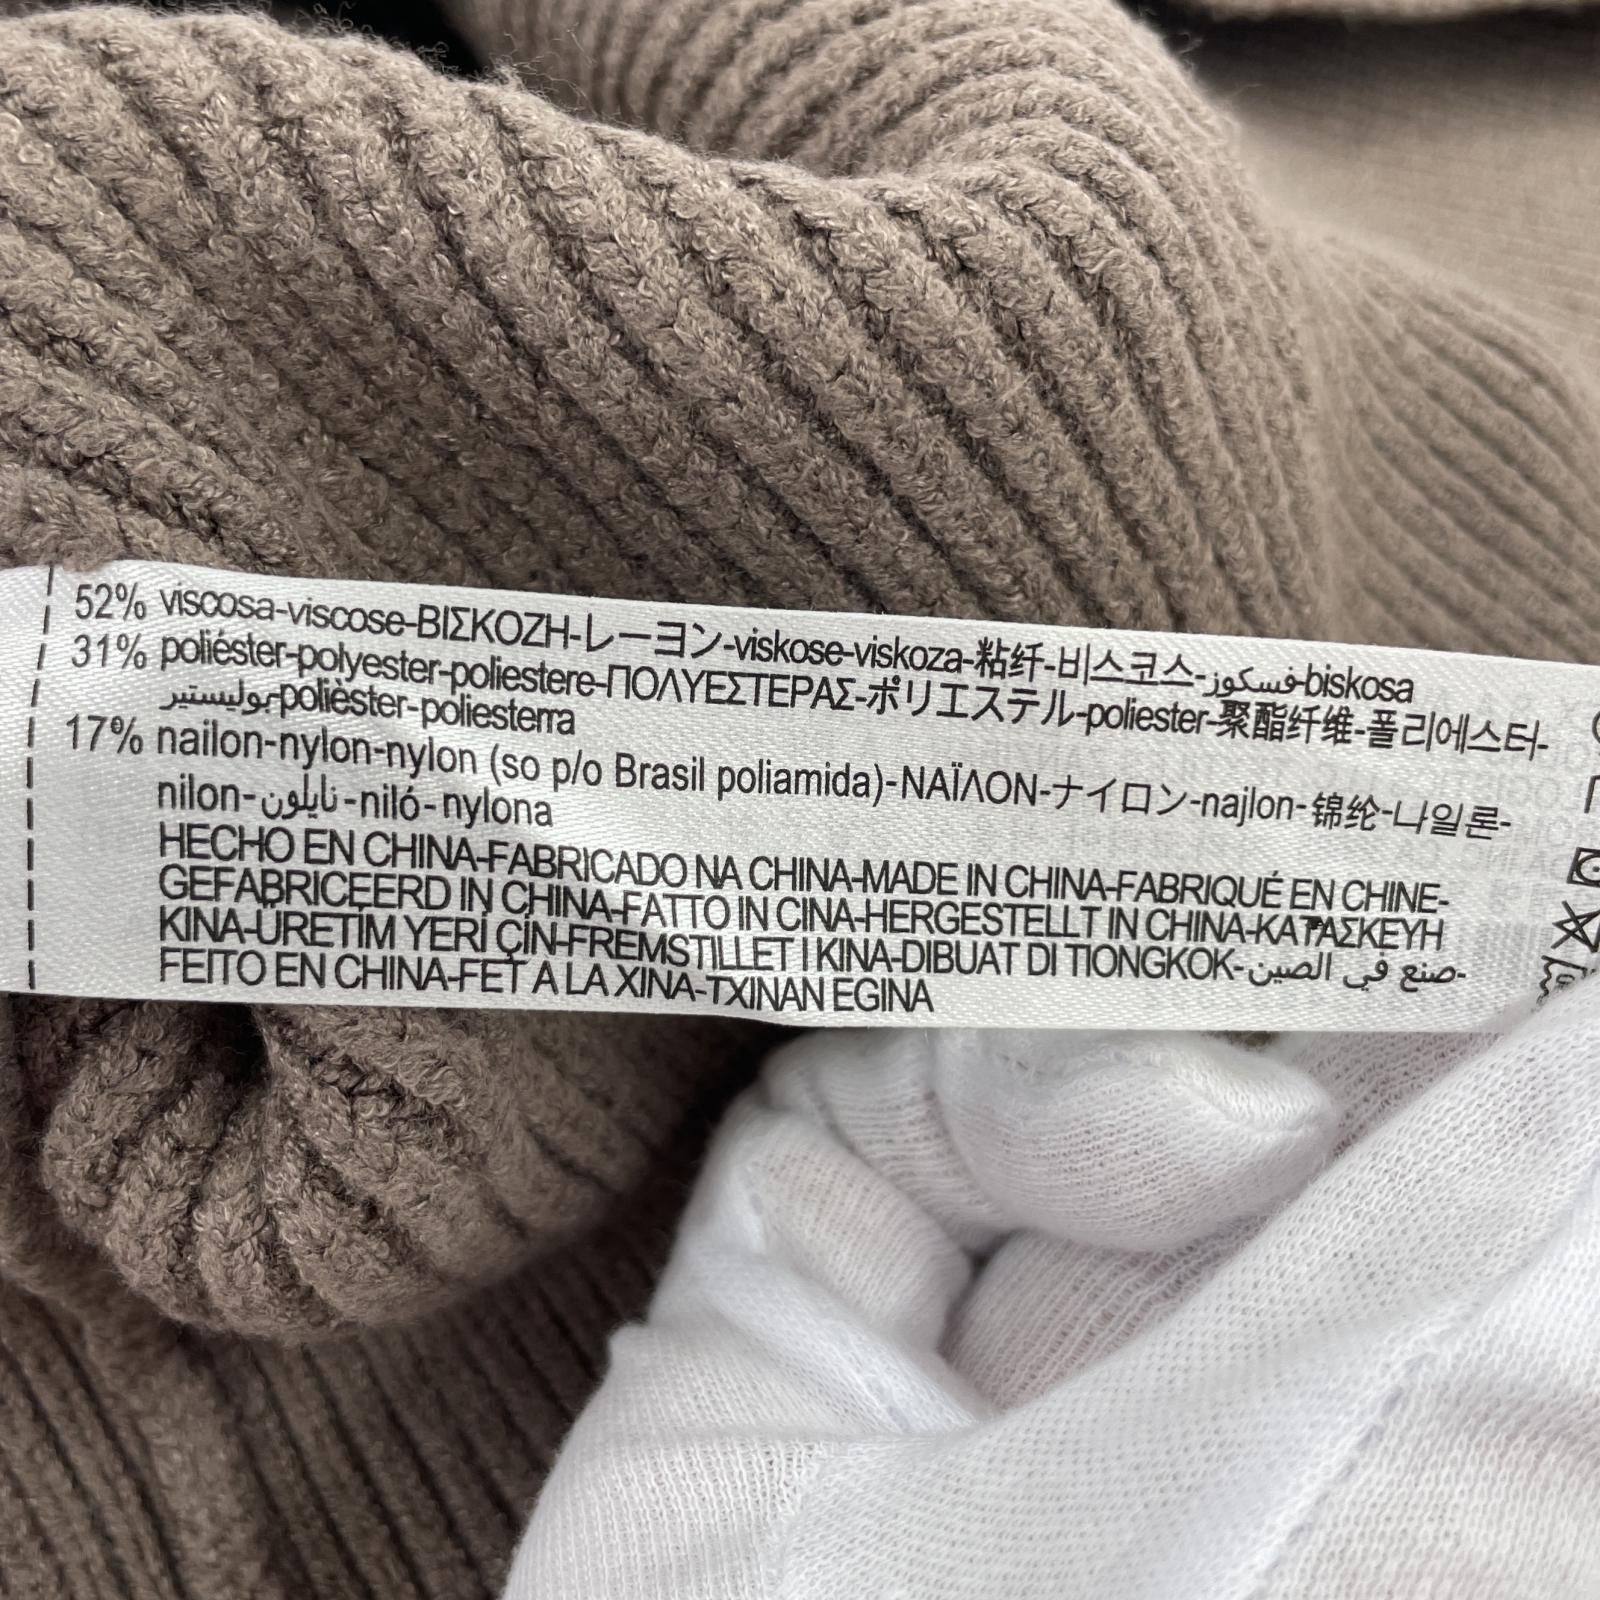 52% viscosa-viscose-ΒΙΣΚΟΖΗ-レーヨン-viskose-viskoza-粘纤-비스코스-فسكوز-biskosa
31% poliéster-polyester-poliestere-ΠΟΛΥΕΣΤΕΡΑΣ-ポリエステル-poliester-聚酯纤维-폴리에스터-
بوليستير-polièster-poliesterra
17% nailon-nylon-nylon (so p/o Brasil poliamida)-ΝΑΪΛΟΝ-ナイロン-najlon-锦纶-나일론-
nilon-نايلون-niló-nylona
HECHO EN CHINA-FABRICADO NA CHINA-MADE IN CHINA-FABRIQUÉ EN CHINE-
GEFABRICEERD IN CHINA-FATTO IN CINA-HERGESTELLT IN CHINA-ΚΑΤΑΣΚΕΥΗ
KINA-ÜRETİM YERİ ÇİN-FREMSTILLET I KINA-DIBUAT DI TIONGKOK-صنع في الصين-
FEITO EN CHINA-FET A LA XINA-TXINAN EGINA